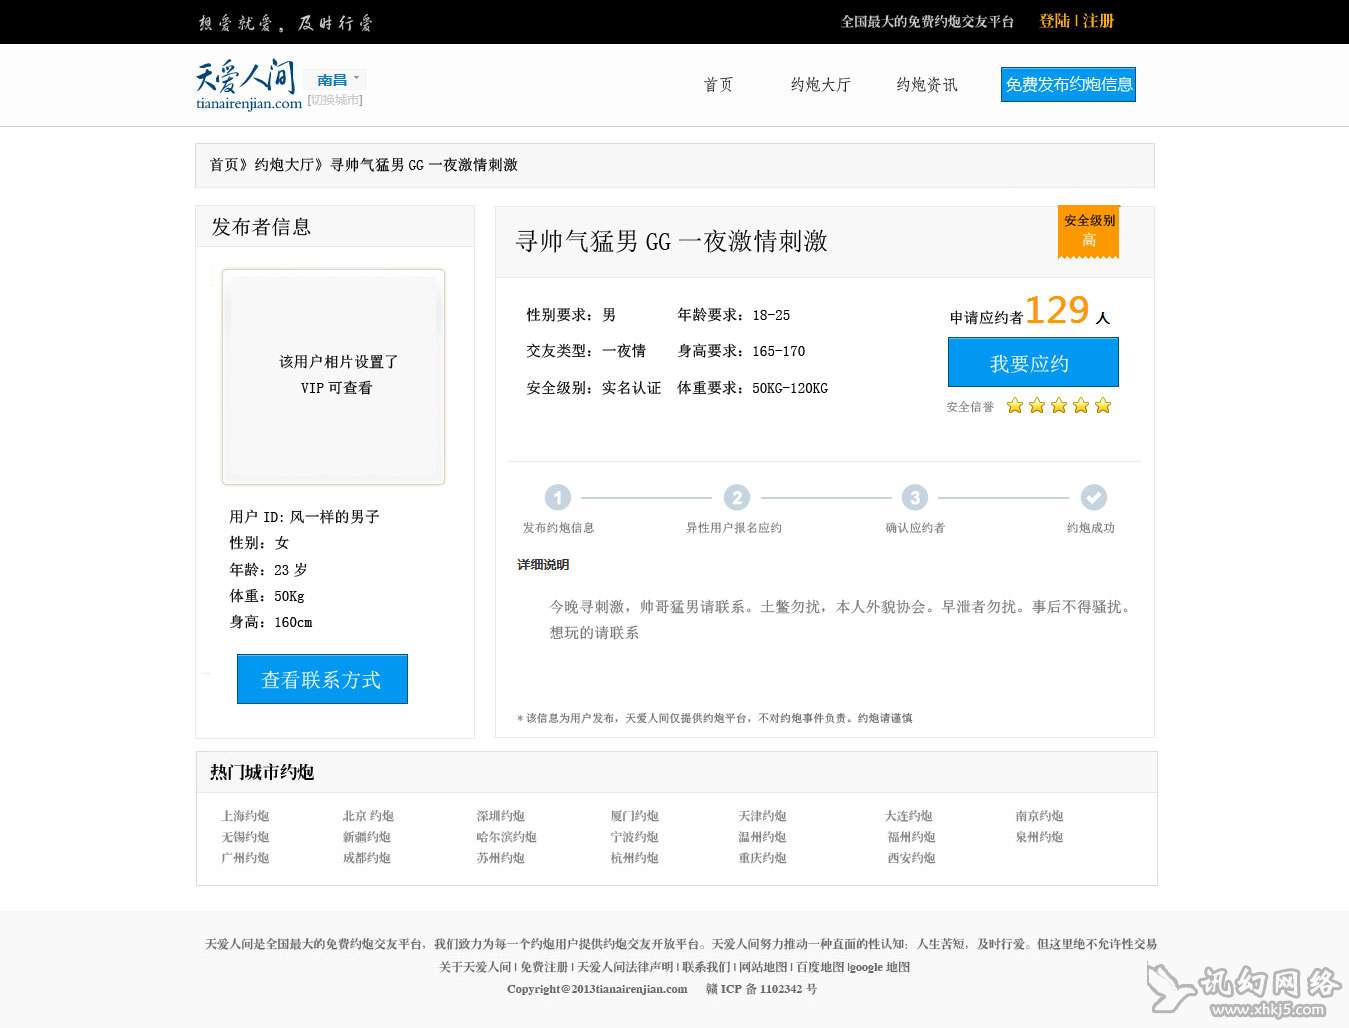 想爱就爱。及时行爱
全国最大的免费约炮交友平台 登陆 | 注册
天爱人间 南昌
tianairenjian.com [切换城市]
首页 约炮大厅 约炮资讯 免费发布约炮信息
首页》约炮大厅》寻帅气猛男 GG 一夜激情刺激
发布者信息
该用户相片设置了
VIP 可查看
用户 ID: 风一样的男子
性别：女
年龄：23 岁
体重：50Kg
身高：160cm
查看联系方式
寻帅气猛男 GG 一夜激情刺激
安全级别
高
性别要求：男 年龄要求：18-25
交友类型：一夜情 身高要求：165-170
安全级别：实名认证 体重要求：50KG-120KG
申请应约者129 人
我要应约
安全信誉
1 2 3
发布约炮信息 异性用户报名应约 确认应约者 约炮成功
详细说明
今晚寻刺激，帅哥猛男请联系。土鳖勿扰，本人外貌协会。早泄者勿扰。事后不得骚扰。
想玩的请联系
* 该信息为用户发布，天爱人间仅提供约炮平台，不对约炮事件负责。约炮请谨慎
热门城市约炮
上海约炮 北京 约炮 深圳约炮 厦门约炮 天津约炮 大连约炮 南京约炮
无锡约炮 新疆约炮 哈尔滨约炮 宁波约炮 温州约炮 福州约炮 泉州约炮
广州约炮 成都约炮 苏州约炮 杭州约炮 重庆约炮 西安约炮
天爱人间是全国最大的免费约炮交友平台，我们致力为每一个约炮用户提供约炮交友开放平台。天爱人间努力推动一种直面的性认知；人生苦短，及时行爱。但这里绝不允许性交易
关于天爱人间 | 免费注册 | 天爱人间法律声明 | 联系我们 | 网站地图 | 百度地图 |google 地图
Copyright@2013tianairenjian.com 赣 ICP 备 1102342 号
讯幻网络
www.xhkj5.com